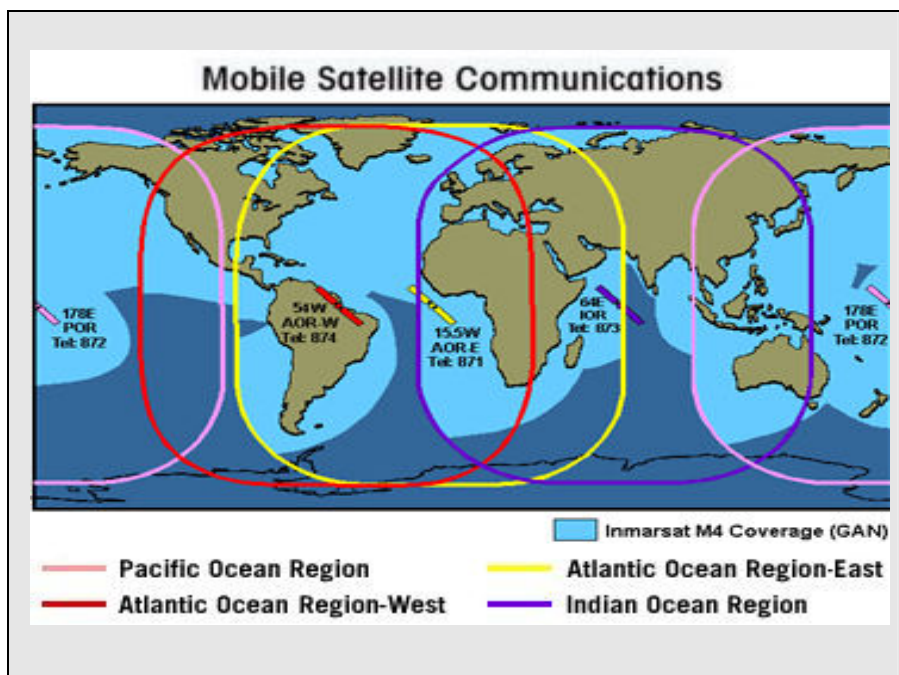 Mobile Satellite Communications
178E
POR
Tel: 872
54W
AOR-W
Tel: 874
15.5W
AOR-E
Tel: 871
64E
IOR
Tel: 873
178E
POR
Tel: 872
Inmarsat M4 Coverage (GAN)
Pacific Ocean Region
Atlantic Ocean Region-East
Atlantic Ocean Region-West
Indian Ocean Region